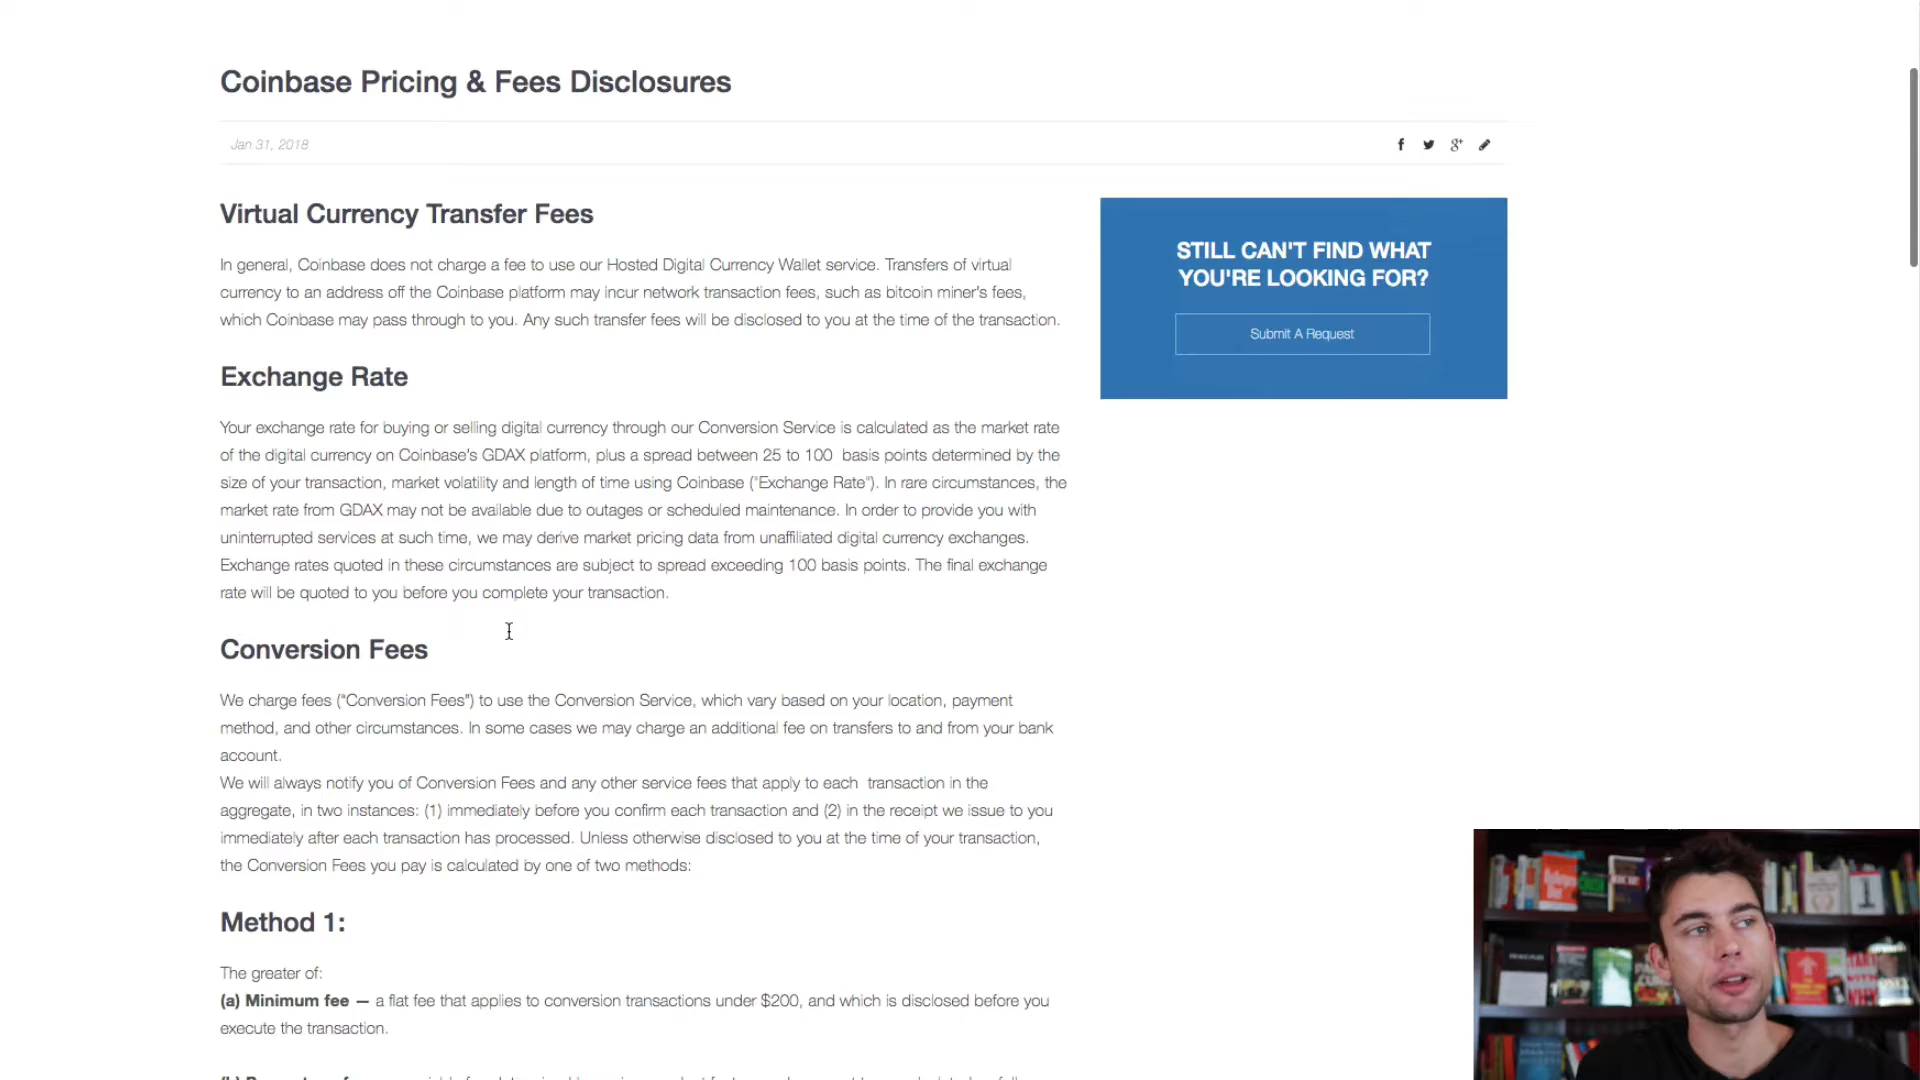 Coinbase Pricing & Fees Disclosures
Jan 31, 2018
Virtual Currency Transfer Fees
In general, Coinbase does not charge a fee to use our Hosted Digital Currency Wallet service. Transfers of virtual
currency to an address off the Coinbase platform may incur network transaction fees, such as bitcoin miner's fees,
which Coinbase may pass through to you. Any such transfer fees will be disclosed to you at the time of the transaction.
STILL CAN'T FIND WHAT
YOU'RE LOOKING FOR?
Submit A Request
Exchange Rate
Your exchange rate for buying or selling digital currency through our Conversion Service is calculated as the market rate
of the digital currency on Coinbase's GDAX platform, plus a spread between 25 to 100 basis points determined by the
size of your transaction, market volatility and length of time using Coinbase ("Exchange Rate"). In rare circumstances, the
market rate from GDAX may not be available due to outages or scheduled maintenance. In order to provide you with
uninterrupted services at such time, we may derive market pricing data from unaffiliated digital currency exchanges.
Exchange rates quoted in these circumstances are subject to spread exceeding 100 basis points. The final exchange
rate will be quoted to you before you complete your transaction.
Conversion Fees
We charge fees ("Conversion Fees") to use the Conversion Service, which vary based on your location, payment
method, and other circumstances. In some cases we may charge an additional fee on transfers to and from your bank
account.
We will always notify you of Conversion Fees and any other service fees that apply to each transaction in the
aggregate, in two instances: (1) immediately before you confirm each transaction and (2) in the receipt we issue to you
immediately after each transaction has processed. Unless otherwise disclosed to you at the time of your transaction,
the Conversion Fees you pay is calculated by one of two methods:
Method 1:
The greater of:
(a) Minimum fee — a flat fee that applies to conversion transactions under $200, and which is disclosed before you
execute the transaction.